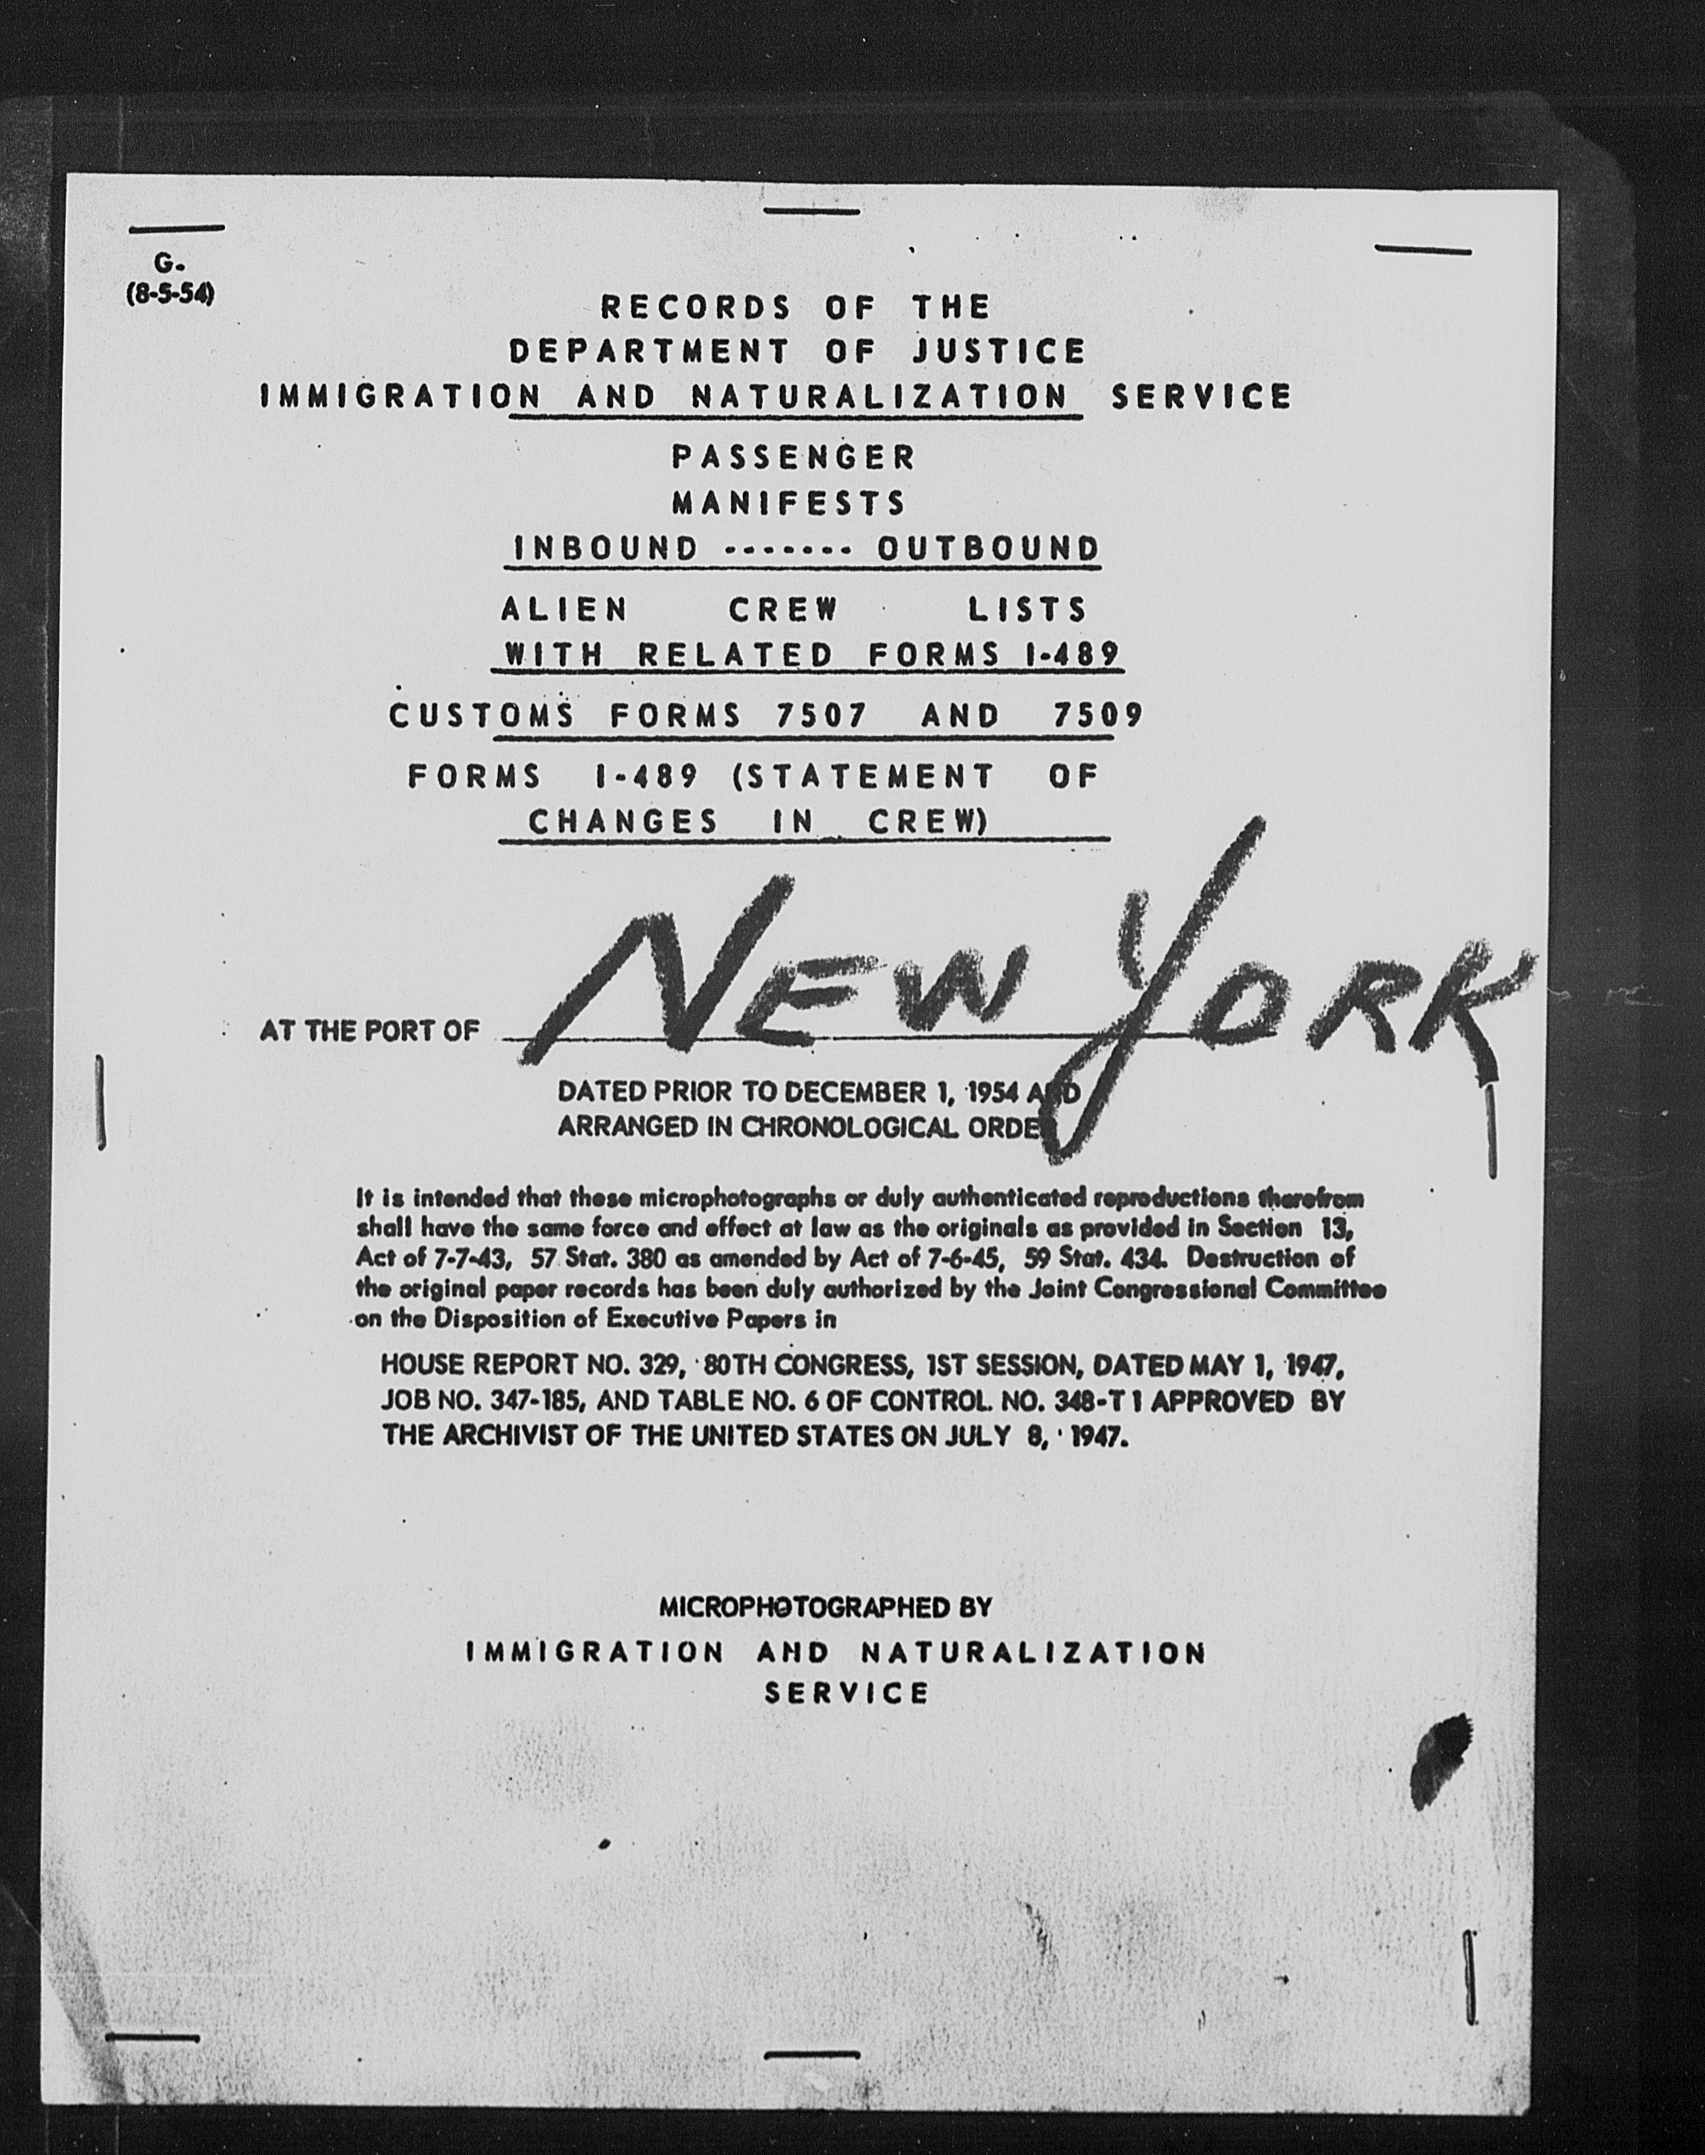 G.
(8-5-54)
RECORDS OF THE
DEPARTMENT OF JUSTICE
IMMIGRATION AND NATURALIZATION SERVICE
PASSENGER
MANIFESTS
INBOUND ------- OUTBOUND
ALIEN CREW LISTS
WITH RELATED FORMS I-489
CUSTOMS FORMS 7507 AND 7509
FORMS I-489 (STATEMENT OF
CHANGES IN CREW)
AT THE PORT OF NEW YORK
DATED PRIOR TO DECEMBER 1, 1954 AND
ARRANGED IN CHRONOLOGICAL ORDER
It is intended that these microphotographs or duly authenticated reproductions therefrom
shall have the same force and effect at law as the originals as provided in Section 13,
Act of 7-7-43, 57 Stat. 380 as amended by Act of 7-6-45, 59 Stat. 434. Destruction of
the original paper records has been duly authorized by the Joint Congressional Committee
on the Disposition of Executive Papers in
HOUSE REPORT NO. 329, 80TH CONGRESS, 1ST SESSION, DATED MAY 1, 1947,
JOB NO. 347-185, AND TABLE NO. 6 OF CONTROL NO. 348-T1 APPROVED BY
THE ARCHIVIST OF THE UNITED STATES ON JULY 8, 1947.
MICROPHOTOGRAPHED BY
IMMIGRATION AND NATURALIZATION
SERVICE